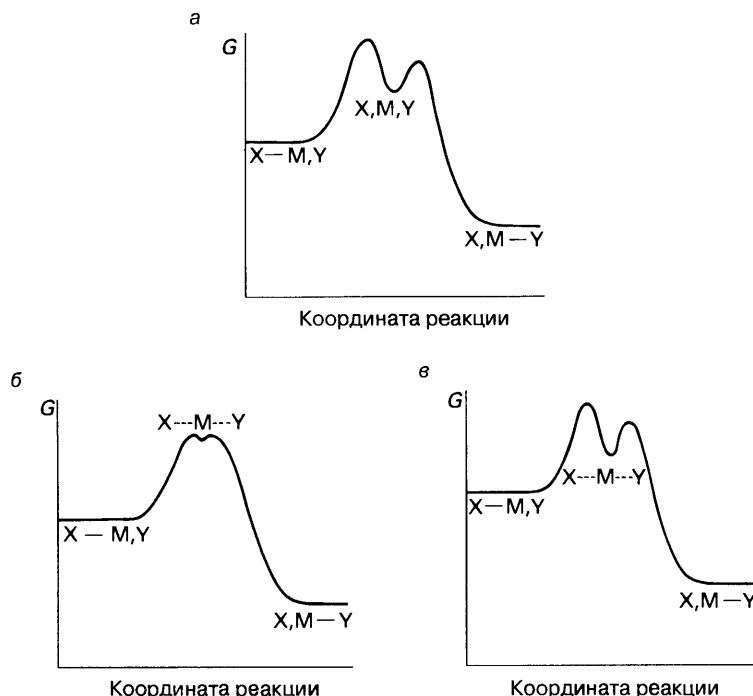 а
G
X,M,Y
X—M,Y
X,M—Y
Координата реакции
б
G
X---M---Y
X — M,Y
X,M—Y
Координата реакции
в
G
X---M---Y
X—M,Y
X,M—Y
Координата реакции